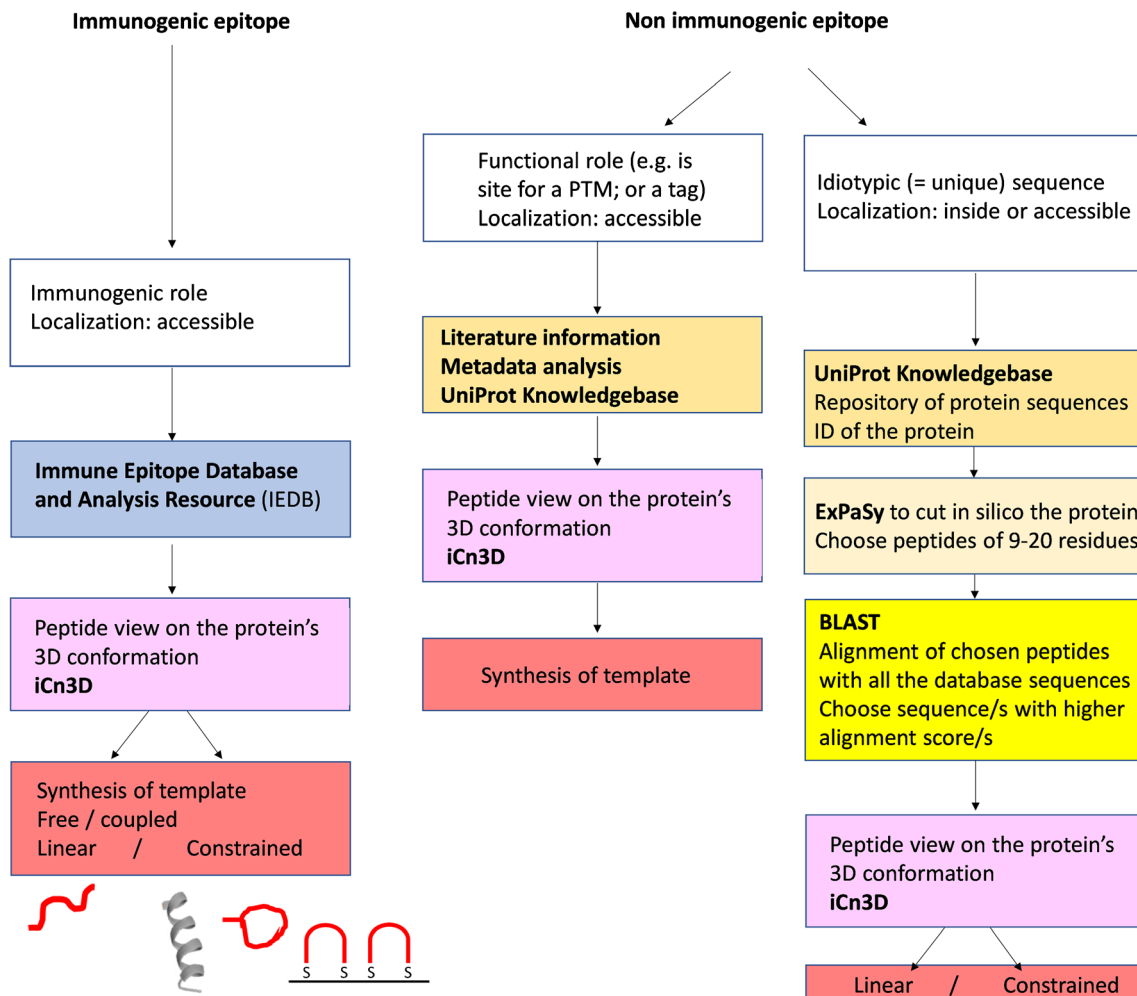 Immunogenic epitope
Immunogenic role
Localization: accessible
Immune Epitope Database
and Analysis Resource (IEDB)
Peptide view on the protein's
3D conformation
iCn3D
Synthesis of template
Free / coupled
Linear / Constrained
S S S S
Non immunogenic epitope
Functional role (e.g. is
site for a PTM; or a tag)
Localization: accessible
Literature information
Metadata analysis
UniProt Knowledgebase
Peptide view on the protein's
3D conformation
iCn3D
Synthesis of template
Idiotypic (= unique) sequence
Localization: inside or accessible
UniProt Knowledgebase
Repository of protein sequences
ID of the protein
ExPaSy to cut in silico the protein
Choose peptides of 9-20 residues
BLAST
Alignment of chosen peptides
with all the database sequences
Choose sequence/s with higher
alignment score/s
Peptide view on the protein's
3D conformation
iCn3D
Linear / Constrained